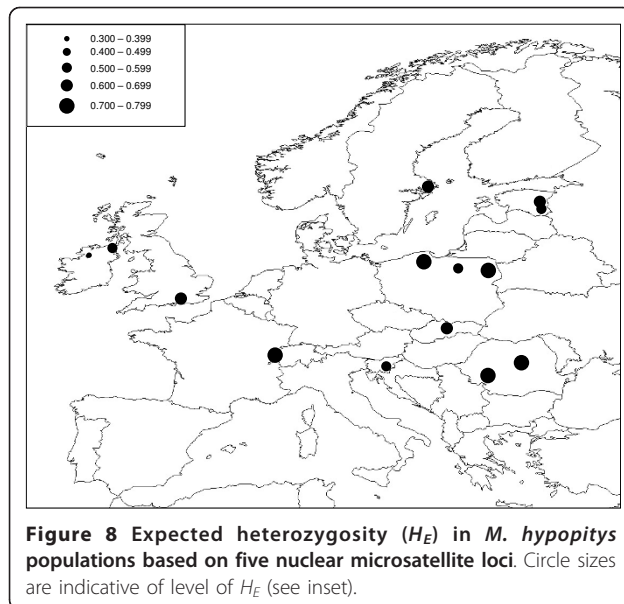 0.300 – 0.399
0.400 – 0.499
0.500 – 0.599
0.600 – 0.699
0.700 – 0.799
Figure 8 Expected heterozygosity (H_E) in M. hypopitys
populations based on five nuclear microsatellite loci. Circle sizes
are indicative of level of H_E (see inset).